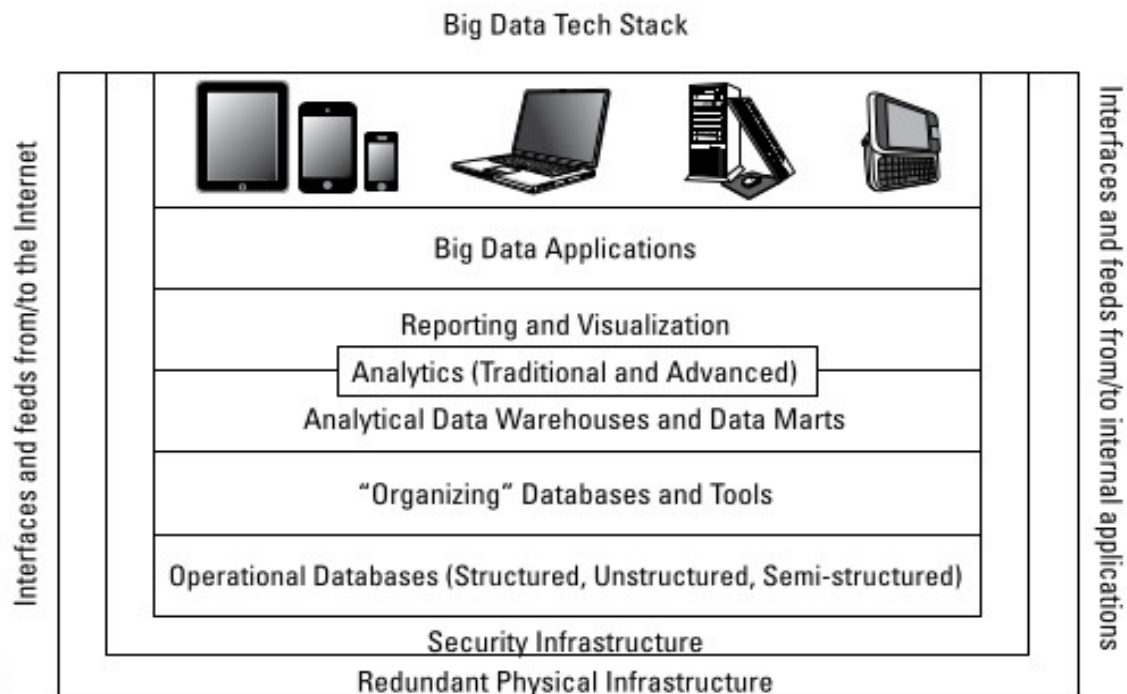 Big Data Tech Stack
Interfaces and feeds from/to the Internet
Big Data Applications
Reporting and Visualization
Analytics (Traditional and Advanced)
Analytical Data Warehouses and Data Marts
“Organizing” Databases and Tools
Operational Databases (Structured, Unstructured, Semi-structured)
Security Infrastructure
Redundant Physical Infrastructure
Interfaces and feeds from/to internal applications